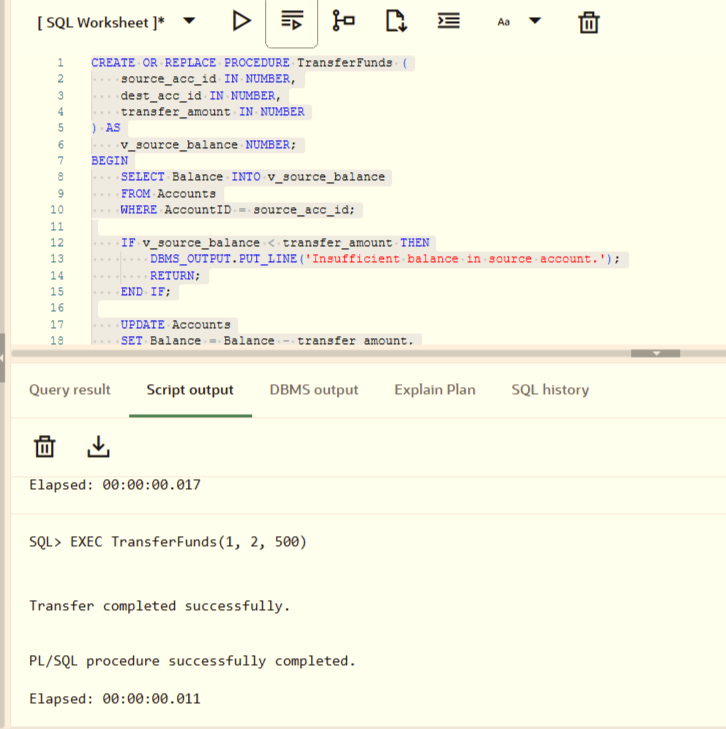 [ SQL Worksheet ]*
Aa
1 CREATE OR REPLACE PROCEDURE TransferFunds (
2 source_acc_id IN NUMBER,
3 dest_acc_id IN NUMBER,
4 transfer_amount IN NUMBER
5 ) AS
6 v_source_balance NUMBER;
7 BEGIN
8 SELECT Balance INTO v_source_balance
9 FROM Accounts
10 WHERE AccountID = source_acc_id;
11
12 IF v_source_balance < transfer_amount THEN
13 DBMS_OUTPUT.PUT_LINE('Insufficient balance in source account.');
14 RETURN;
15 END IF;
16
17 UPDATE Accounts
18 SET Balance = Balance - transfer_amount,
Query result Script output DBMS output Explain Plan SQL history
Elapsed: 00:00:00.017
SQL> EXEC TransferFunds(1, 2, 500)
Transfer completed successfully.
PL/SQL procedure successfully completed.
Elapsed: 00:00:00.011